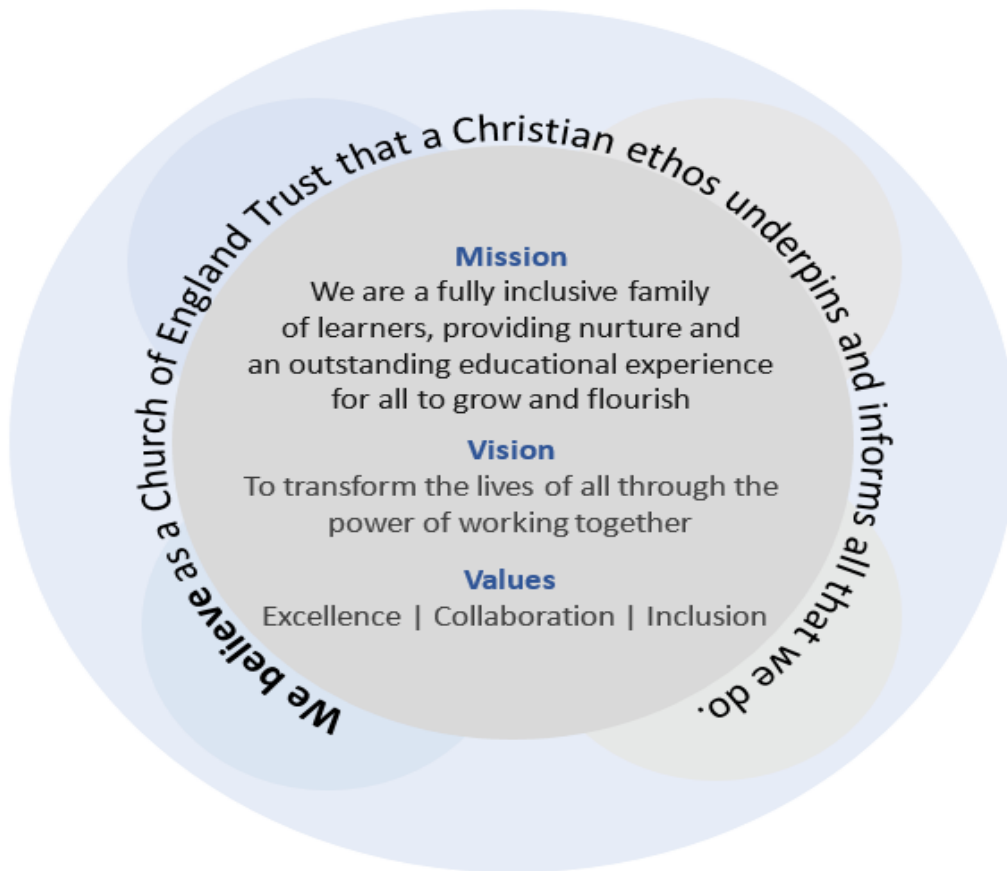 We believe as a Church of England Trust that a Christian ethos underpins and informs all that we do.
Mission
We are a fully inclusive family
of learners, providing nurture and
an outstanding educational experience
for all to grow and flourish
Vision
To transform the lives of all through the
power of working together
Values
Excellence | Collaboration | Inclusion